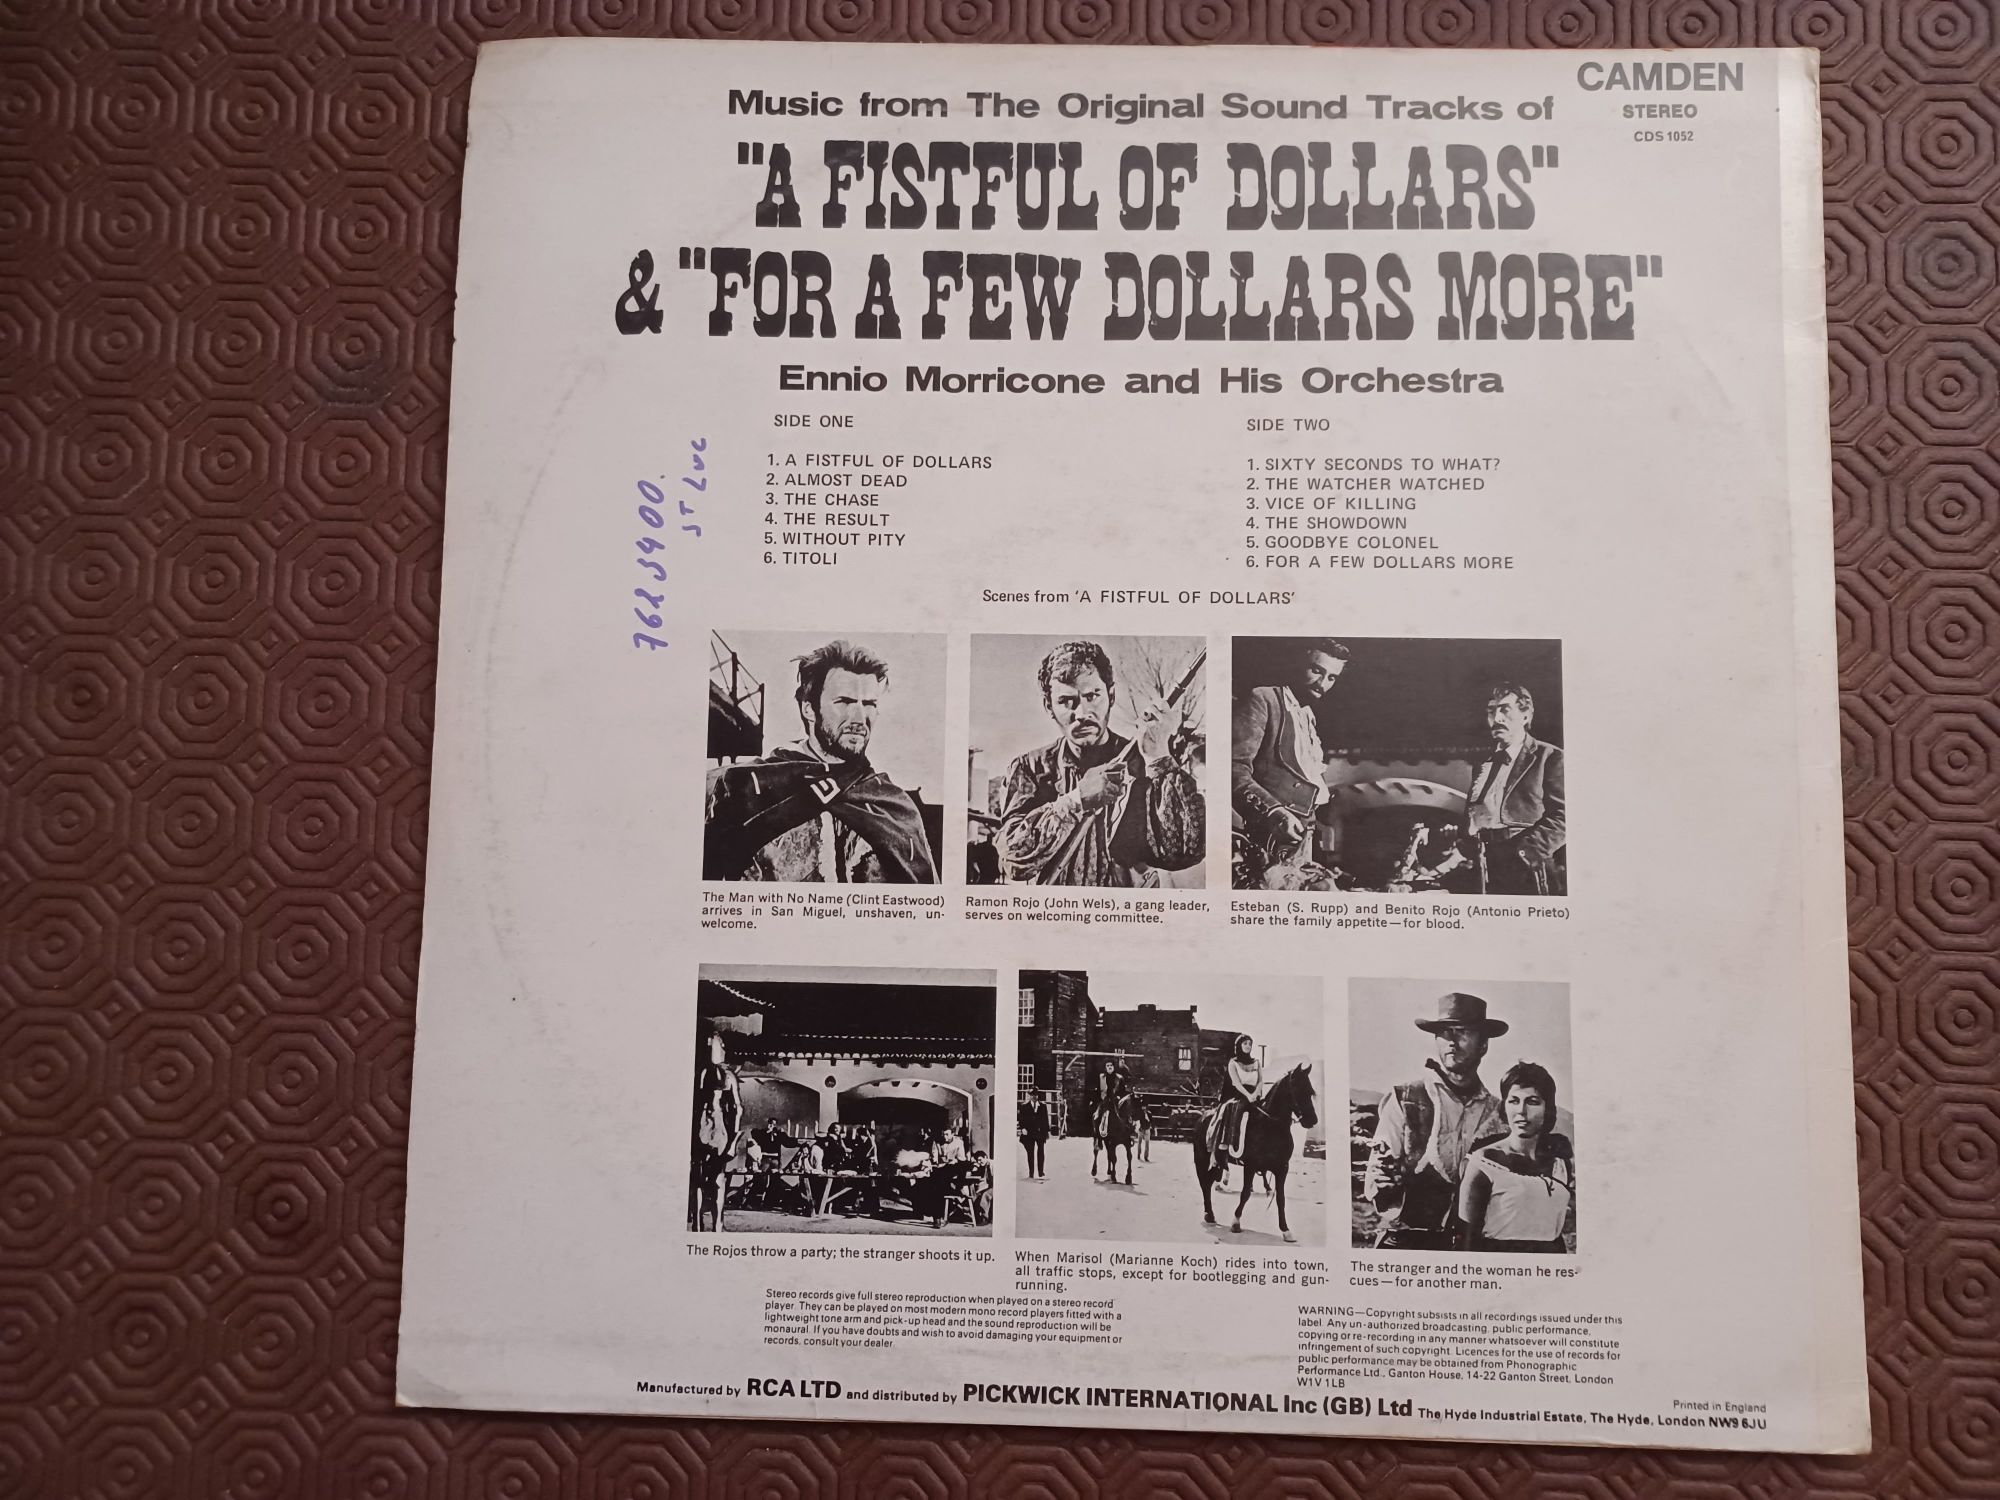 CAMDEN
STEREO
CDS 1052
Music from The Original Sound Tracks of
"A FISTFUL OF DOLLARS"
& "FOR A FEW DOLLARS MORE"
Ennio Morricone and His Orchestra
SIDE ONE
1. A FISTFUL OF DOLLARS
2. ALMOST DEAD
3. THE CHASE
4. THE RESULT
5. WITHOUT PITY
6. TITOLI
SIDE TWO
1. SIXTY SECONDS TO WHAT?
2. THE WATCHER WATCHED
3. VICE OF KILLING
4. THE SHOWDOWN
5. GOODBYE COLONEL
6. FOR A FEW DOLLARS MORE
ST LUC
Scenes from 'A FISTFUL OF DOLLARS'
The Man with No Name (Clint Eastwood)
arrives in San Miguel, unshaven, un-
welcome.
Ramon Rojo (John Wels), a gang leader,
serves on welcoming committee.
Esteban (S. Rupp) and Benito Rojo (Antonio Prieto)
share the family appetite—for blood.
The Rojos throw a party; the stranger shoots it up.
When Marisol (Marianne Koch) rides into town,
all traffic stops, except for bootlegging and gun-
running.
The stranger and the woman he res-
cues—for another man.
Stereo records give full stereo reproduction when played on a stereo record
player. They can be played on most modern mono record players fitted with a
lightweight tone arm and pick-up head and the sound reproduction will be
monaural. If you have doubts and wish to avoid damaging your equipment or
records, consult your dealer.
WARNING—Copyright subsists in all recordings issued under this
label. Any un-authorized broadcasting, public performance,
copying or re-recording in any manner whatsoever will constitute
infringement of such copyright. Licences for the use of records for
public performance may be obtained from Phonographic
Performance Ltd., Ganton House, 14-22 Ganton Street, London
W1V 1LB
Printed in England
Manufactured by RCA LTD and distributed by PICKWICK INTERNATIONAL Inc (GB) Ltd The Hyde Industrial Estate, The Hyde, London NW9 6JU